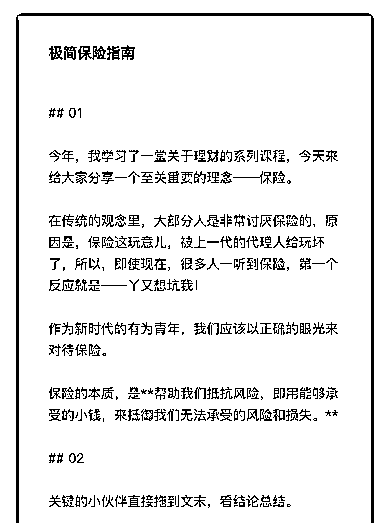 极简保险指南
## 01
今年，我学习了一堂关于理财的系列课程，今天来
给大家分享一个至关重要的理念——保险。
在传统的观念里，大部分人是非常讨厌保险的，原
因是，保险这玩意儿，被上一代的代理人给玩坏
了，所以，即使现在，很多人一听到保险，第一个
反应就是——丫又想坑我！
作为新时代的有为青年，我们应该以正确的眼光来
对待保险。
保险的本质，是**帮助我们抵抗风险，即用能够承
受的小钱，来抵御我们无法承受的风险和损失。**
## 02
关键的小伙伴直接拖到文末，看结论总结。